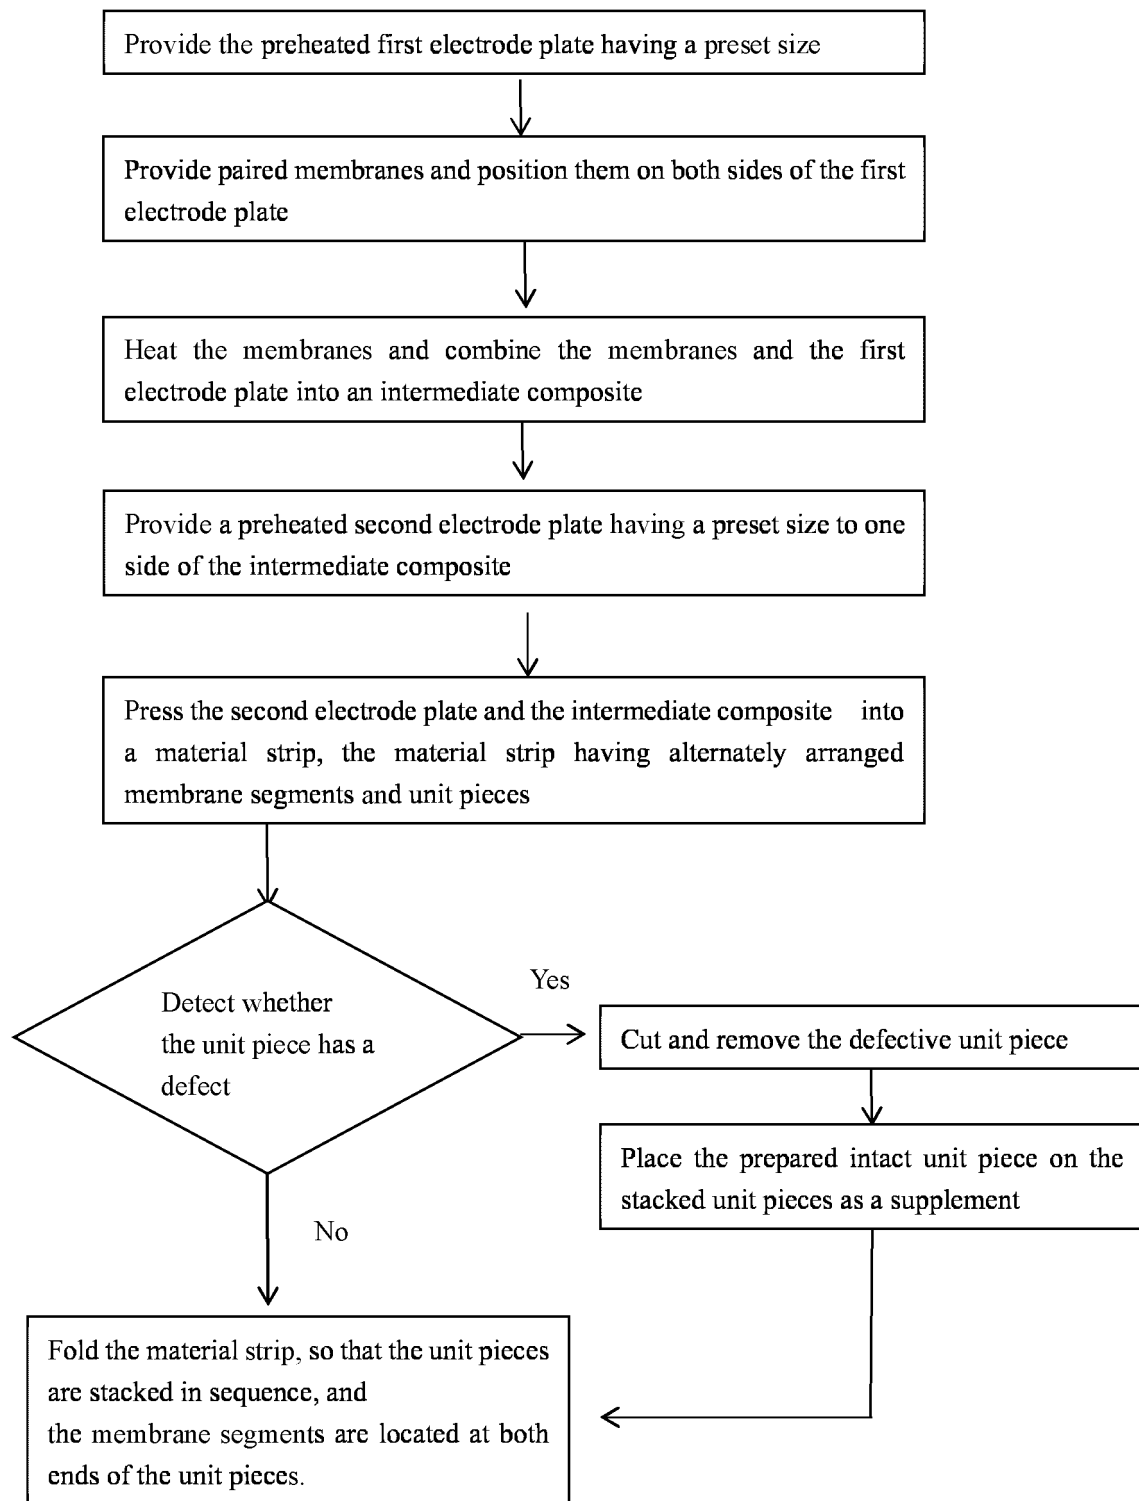 Provide the preheated first electrode plate having a preset size
Provide paired membranes and position them on both sides of the first
electrode plate
Heat the membranes and combine the membranes and the first
electrode plate into an intermediate composite
Provide a preheated second electrode plate having a preset size to one
side of the intermediate composite
Press the second electrode plate and the intermediate composite into
a material strip, the material strip having alternately arranged
membrane segments and unit pieces
Detect whether
the unit piece has a
defect
Yes
Cut and remove the defective unit piece
Place the prepared intact unit piece on the
stacked unit pieces as a supplement
No
Fold the material strip, so that the unit pieces
are stacked in sequence, and
the membrane segments are located at both
ends of the unit pieces.